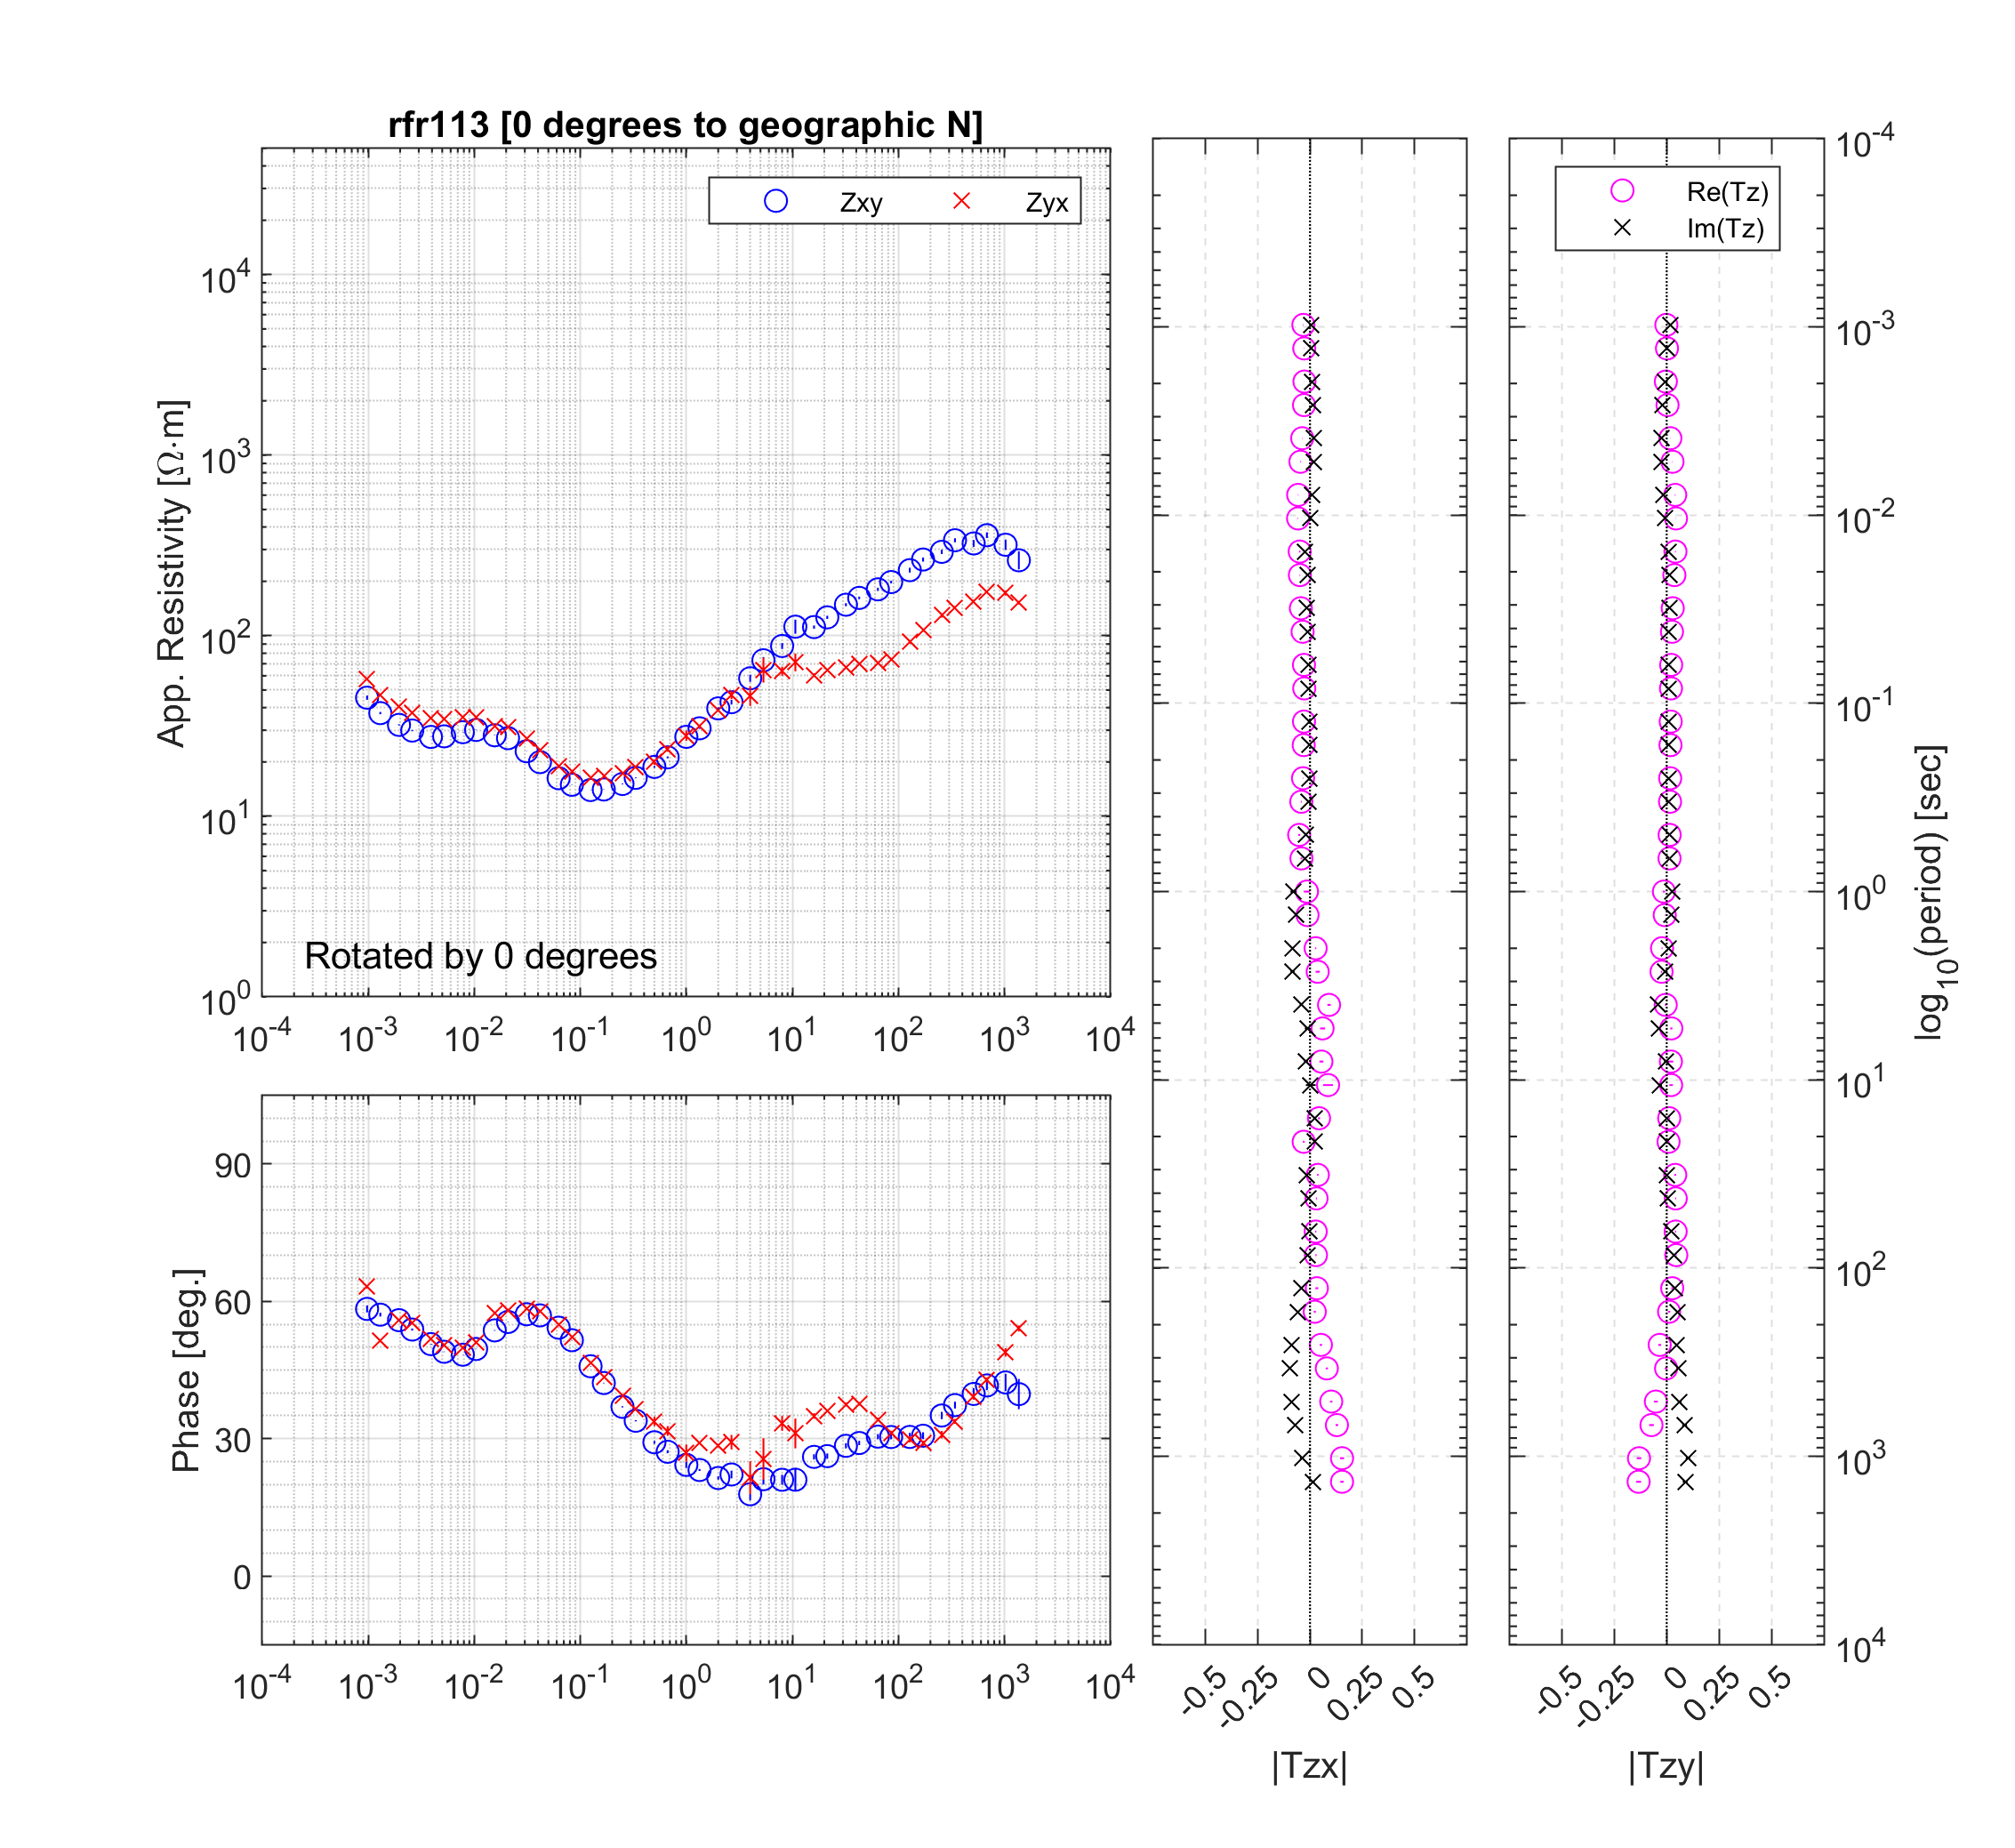 rfr113 [0 degrees to geographic N]
Zxy Zyx
App. Resistivity [Ω·m]
10^4
10^3
10^2
10^1
10^0
Rotated by 0 degrees
10^-4 10^-3 10^-2 10^-1 10^0 10^1 10^2 10^3 10^4
Phase [deg.]
90
60
30
0
10^-4 10^-3 10^-2 10^-1 10^0 10^1 10^2 10^3 10^4
-0.5 -0.25 0 0.25 0.5
|Tzx|
Re(Tz)
Im(Tz)
-0.5 -0.25 0 0.25 0.5
|Tzy|
10^-4
10^-3
10^-2
10^-1
10^0
10^1
10^2
10^3
10^4
log_10(period) [sec]